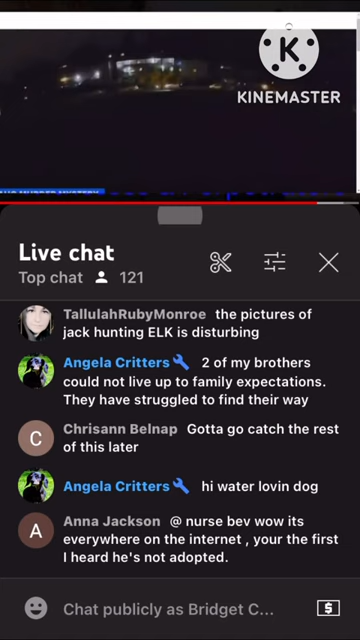 K
KINEMASTER
MURDER MYSTERY
Live chat
Top chat 121
TallulahRubyMonroe the pictures of
jack hunting ELK is disturbing
Angela Critters 2 of my brothers
could not live up to family expectations.
They have struggled to find their way
C
Chrisann Belnap Gotta go catch the rest
of this later
Angela Critters hi water lovin dog
A
Anna Jackson @ nurse bev wow its
everywhere on the internet , your the first
I heard he's not adopted.
Chat publicly as Bridget C...
$